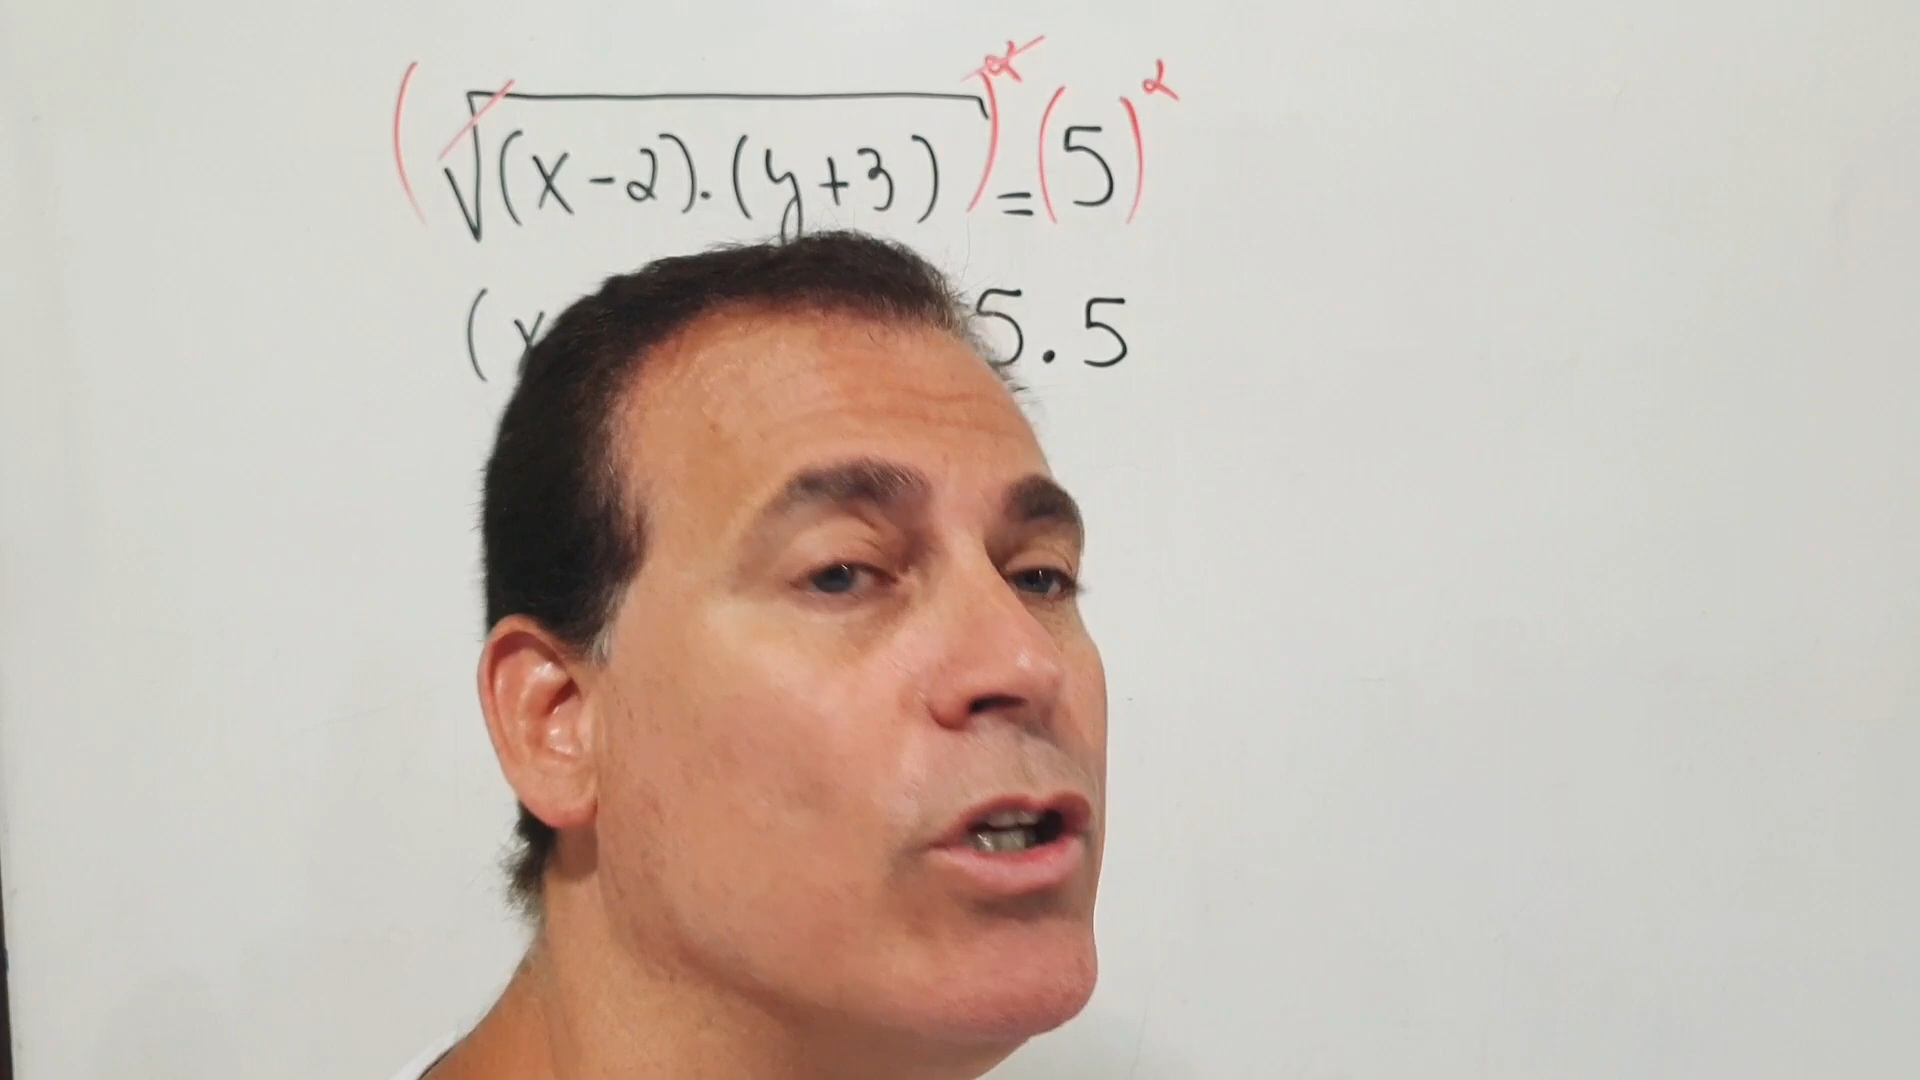 (√(x-2).(y+3))² = (5)²
(x 5.5